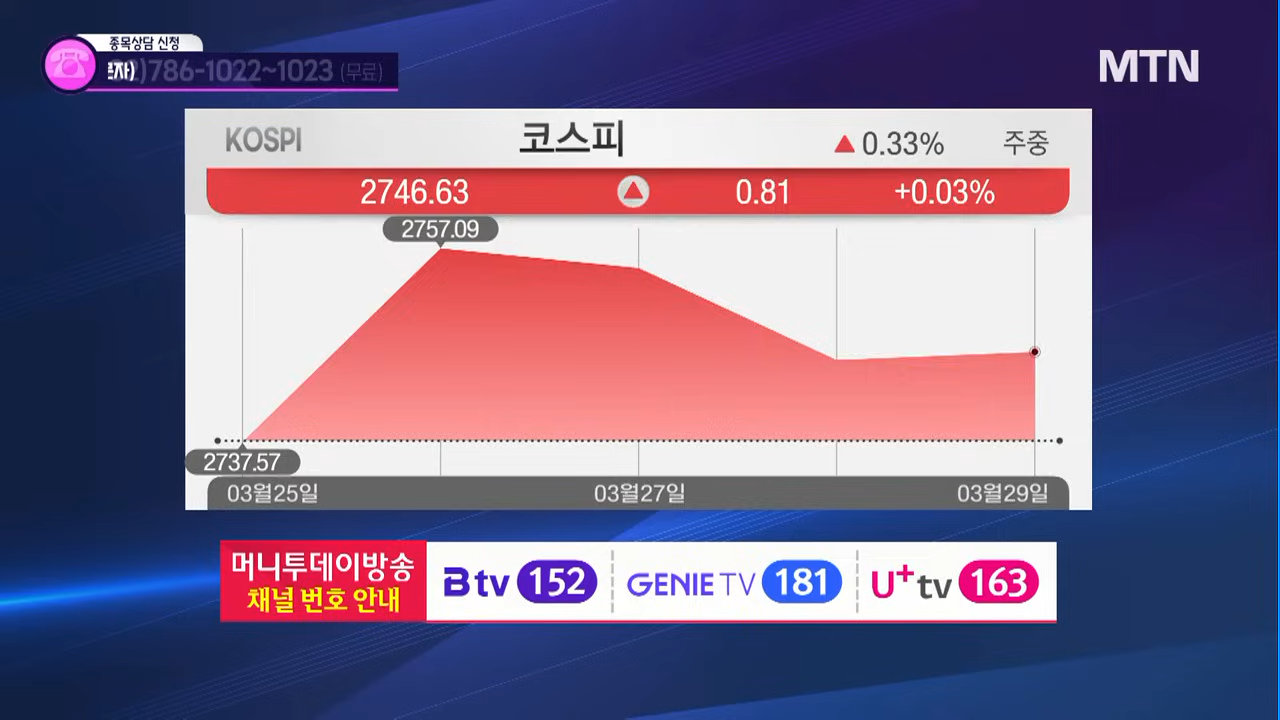 종목상담 신청
786-1022~1023 (무료)
MTN
KOSPI 코스피 ▲ 0.33% 주중
2746.63 ▲ 0.81 +0.03%
2757.09
2737.57
03월25일 03월27일 03월29일
머니투데이방송
채널 번호 안내
B tv 152 GENIE TV 181 U+tv 163